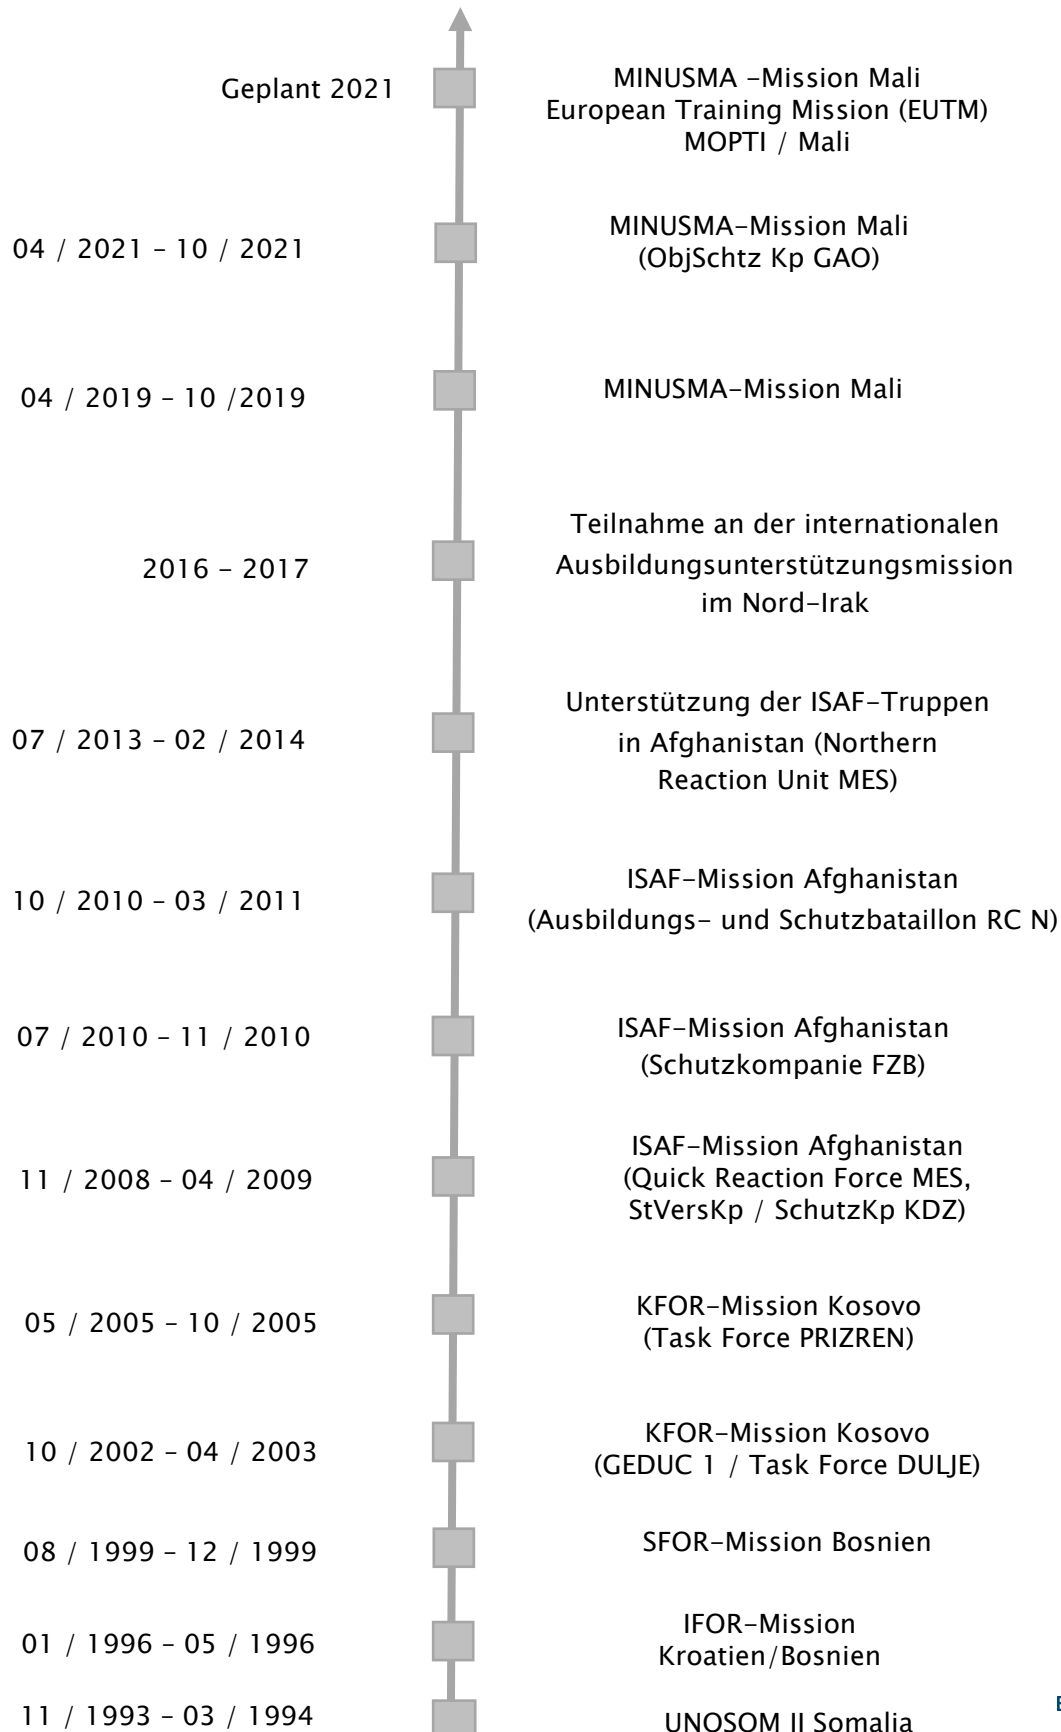 Geplant 2021
MINUSMA –Mission Mali
European Training Mission (EUTM)
MOPTI / Mali
04 / 2021 – 10 / 2021
MINUSMA–Mission Mali
(ObjSchtz Kp GAO)
04 / 2019 – 10 /2019
MINUSMA–Mission Mali
2016 – 2017
Teilnahme an der internationalen
Ausbildungsunterstützungsmission
im Nord–Irak
07 / 2013 – 02 / 2014
Unterstützung der ISAF–Truppen
in Afghanistan (Northern
Reaction Unit MES)
10 / 2010 – 03 / 2011
ISAF–Mission Afghanistan
(Ausbildungs– und Schutzbataillon RC N)
07 / 2010 – 11 / 2010
ISAF–Mission Afghanistan
(Schutzkompanie FZB)
11 / 2008 – 04 / 2009
ISAF–Mission Afghanistan
(Quick Reaction Force MES,
StVersKp / SchutzKp KDZ)
05 / 2005 – 10 / 2005
KFOR–Mission Kosovo
(Task Force PRIZREN)
10 / 2002 – 04 / 2003
KFOR–Mission Kosovo
(GEDUC 1 / Task Force DULJE)
08 / 1999 – 12 / 1999
SFOR–Mission Bosnien
01 / 1996 – 05 / 1996
IFOR–Mission
Kroatien/Bosnien
11 / 1993 – 03 / 1994
UNOSOM II Somalia